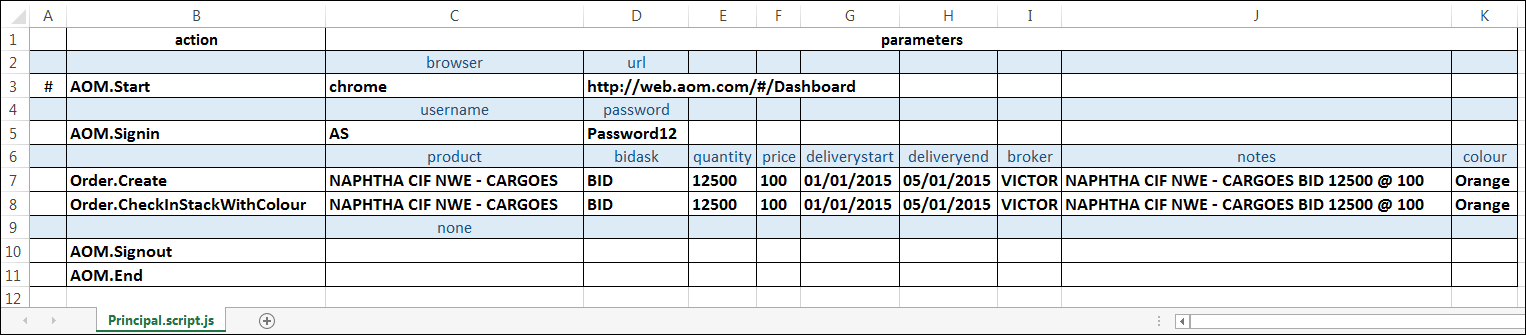 A B C D E F G H I J K
1 action parameters
2 browser url
3 # AOM.Start chrome http://web.aom.com/#/Dashboard
4 username password
5 AOM.Signin AS Password12
6 product bidask quantity price deliverystart deliveryend broker notes colour
7 Order.Create NAPHTHA CIF NWE - CARGOES BID 12500 100 01/01/2015 05/01/2015 VICTOR NAPHTHA CIF NWE - CARGOES BID 12500 @ 100 Orange
8 Order.CheckInStackWithColour NAPHTHA CIF NWE - CARGOES BID 12500 100 01/01/2015 05/01/2015 VICTOR NAPHTHA CIF NWE - CARGOES BID 12500 @ 100 Orange
9 none
10 AOM.Signout
11 AOM.End
12
Principal.script.js